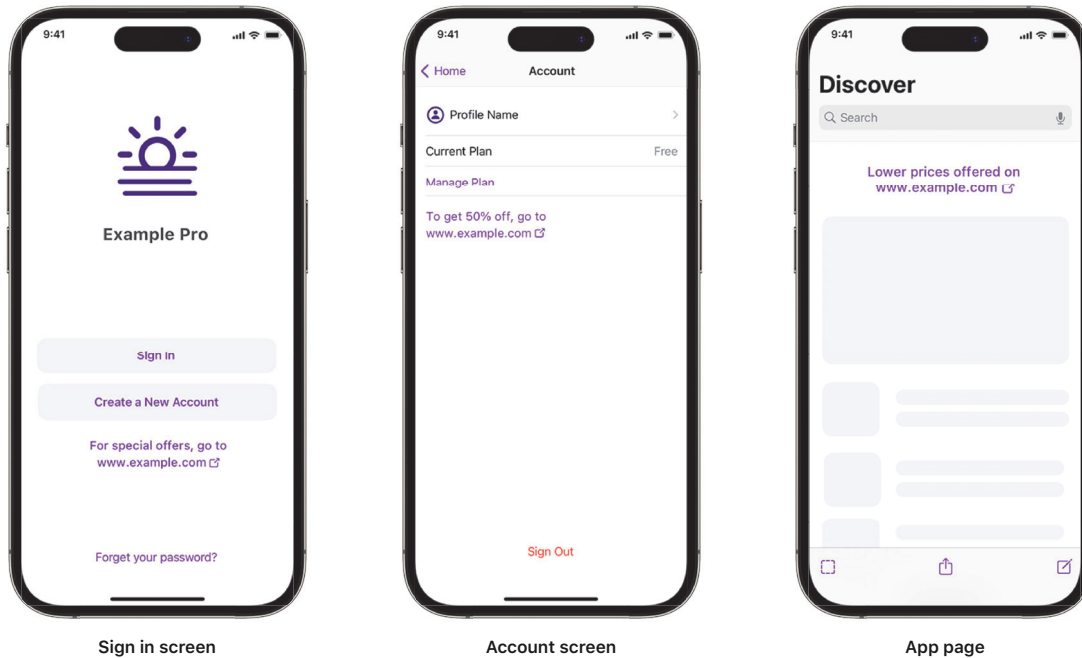 9:41
Example Pro
Sign In
Create a New Account
For special offers, go to
www.example.com
Forget your password?
Sign in screen
9:41
Home
Account
Profile Name
Current Plan
Free
Manage Plan
To get 50% off, go to
www.example.com
Sign Out
Account screen
9:41
Discover
Search
Lower prices offered on
www.example.com
App page